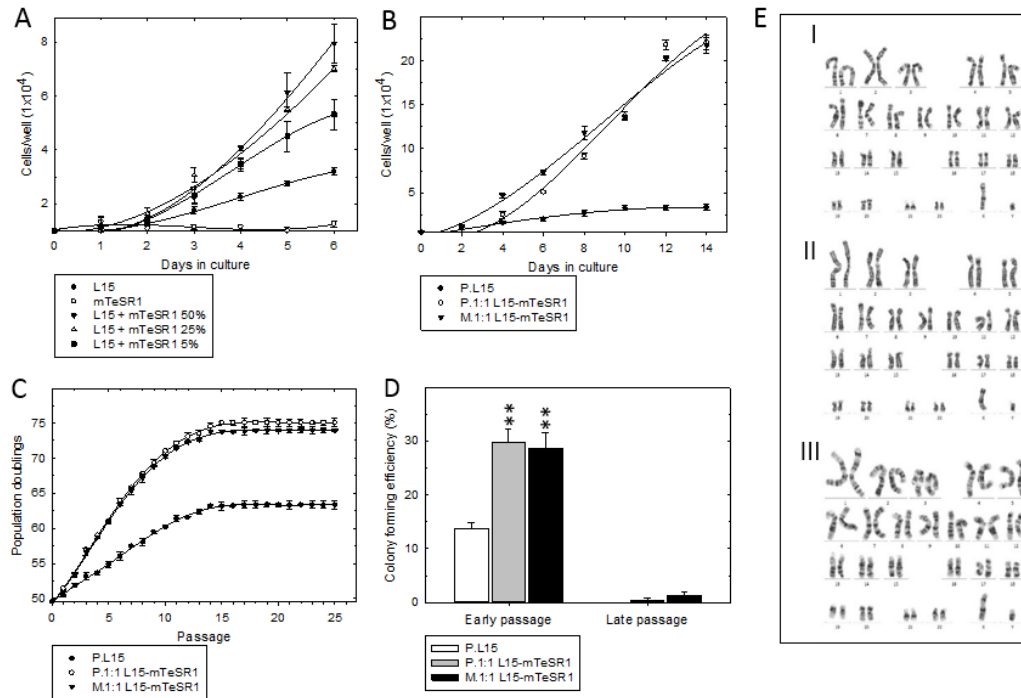 A
Cells/well (1x10⁴)
8
6
4
2
0 1 2 3 4 5 6
Days in culture
L15
mTeSR1
L15 + mTeSR1 50%
L15 + mTeSR1 25%
L15 + mTeSR1 5%
B
Cells/well (1x10⁴)
20
15
10
5
0 2 4 6 8 10 12 14
Days in culture
P.L15
P.1:1 L15-mTeSR1
M.1:1 L15-mTeSR1
C
Population doublings
75
70
65
60
55
50
0 5 10 15 20 25
Passage
P.L15
P.1:1 L15-mTeSR1
M.1:1 L15-mTeSR1
D
Colony forming efficiency (%)
40
30
20
10
0
**
**
Early passage Late passage
P.L15
P.1:1 L15-mTeSR1
M.1:1 L15-mTeSR1
E
I
II
III